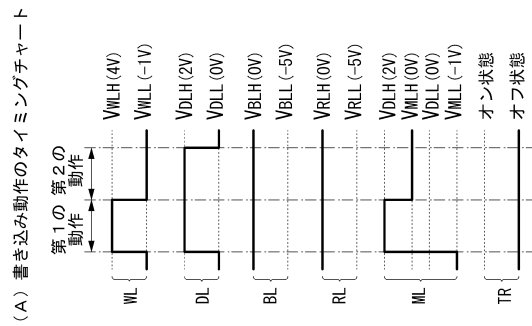 (A) 書き込み動作のタイミングチャート
第1の動作
第2の動作
WL
VWLH(4V)
VWLL(-1V)
DL
VDLH(2V)
VDLL(0V)
BL
VBLH(0V)
VBLL(-5V)
RL
VRLH(0V)
VRLL(-5V)
ML
VDLH(2V)
VMLH(0V)
VDLL(0V)
VMLL(-1V)
TR
オン状態
オフ状態